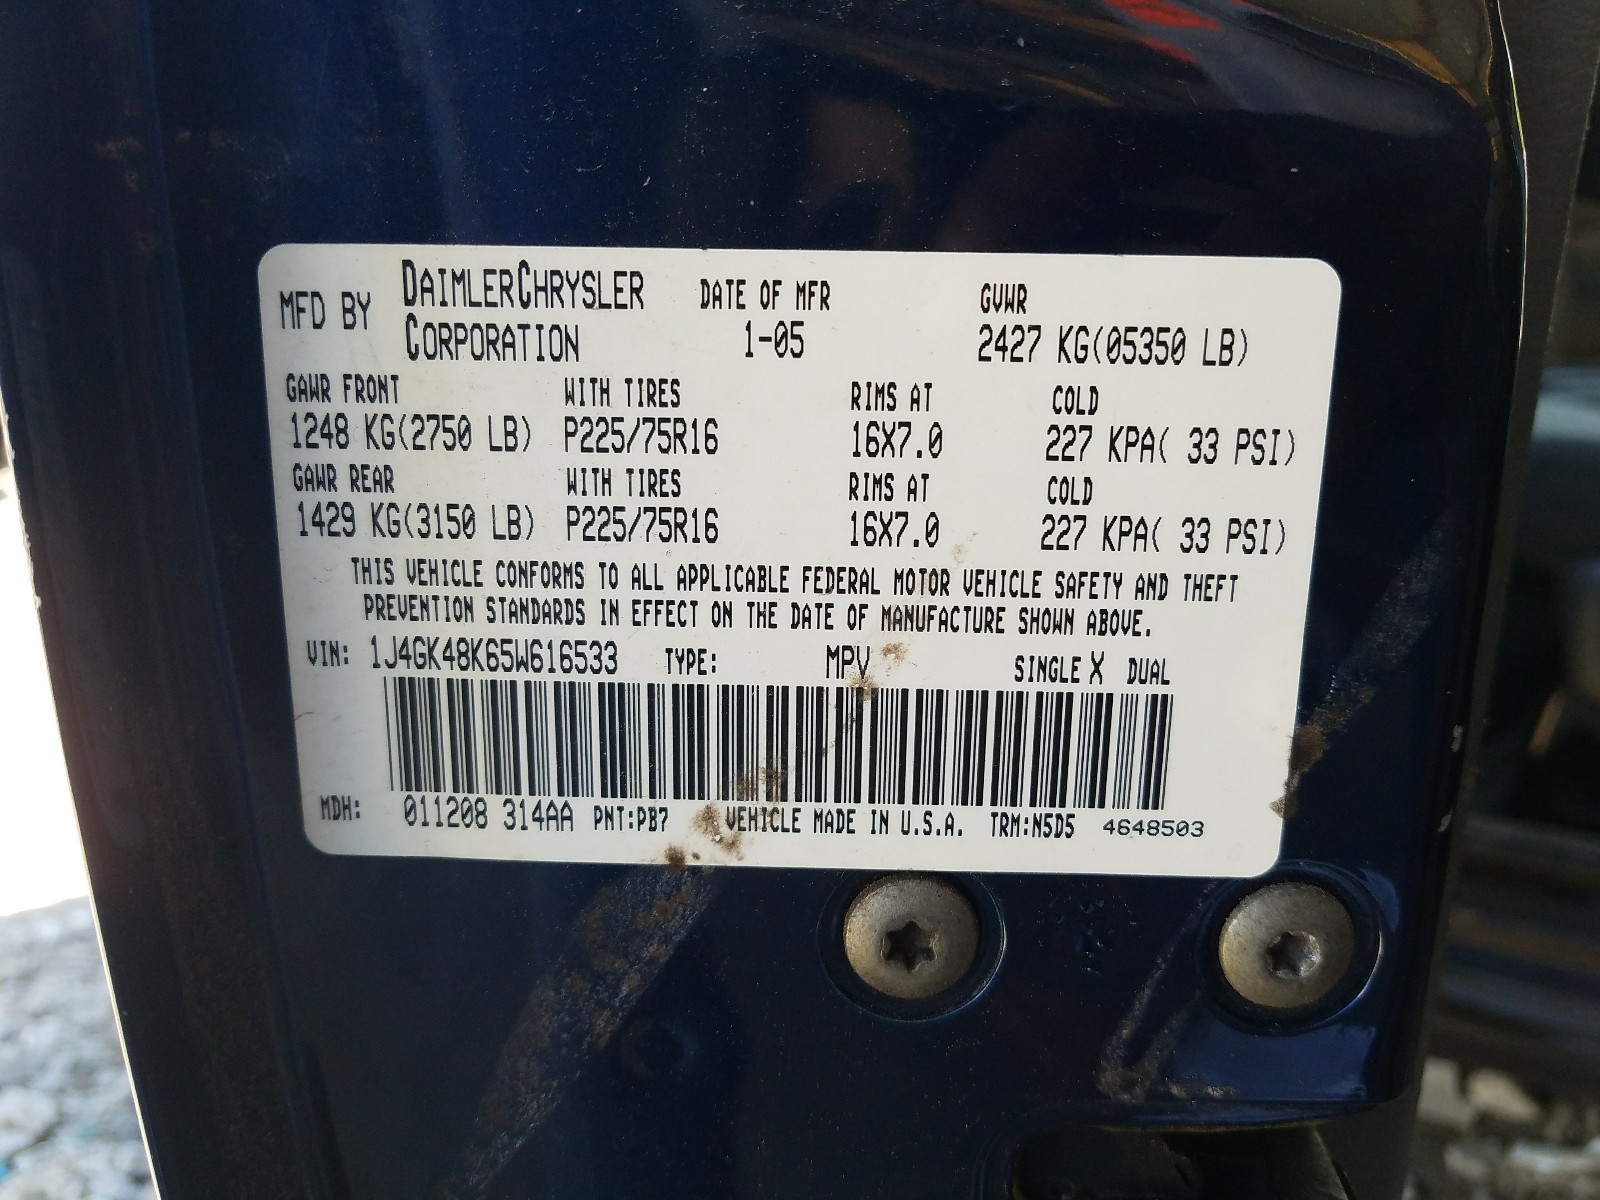 MFD BY DAIMLERCHRYSLER CORPORATION DATE OF MFR 1-05 GVWR 2427 KG(05350 LB)
GAWR FRONT WITH TIRES RIMS AT COLD
1248 KG(2750 LB) P225/75R16 16X7.0 227 KPA( 33 PSI)
GAWR REAR WITH TIRES RIMS AT COLD
1429 KG(3150 LB) P225/75R16 16X7.0 227 KPA( 33 PSI)
THIS VEHICLE CONFORMS TO ALL APPLICABLE FEDERAL MOTOR VEHICLE SAFETY AND THEFT
PREVENTION STANDARDS IN EFFECT ON THE DATE OF MANUFACTURE SHOWN ABOVE.
VIN: 1J4GK48K65W616533 TYPE: MPV SINGLE X DUAL
MDH: 011208 314AA PNT:PB7 VEHICLE MADE IN U.S.A. TRM:N5D5 4648503